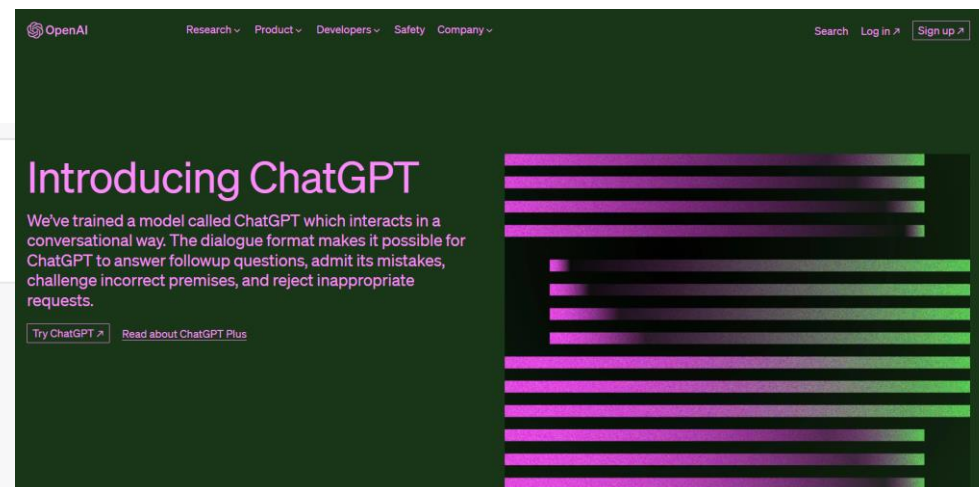 OpenAI Research Product Developers Safety Company Search Log in ↗ Sign up ↗
Introducing ChatGPT
We've trained a model called ChatGPT which interacts in a
conversational way. The dialogue format makes it possible for
ChatGPT to answer followup questions, admit its mistakes,
challenge incorrect premises, and reject inappropriate
requests.
Try ChatGPT ↗ Read about ChatGPT Plus